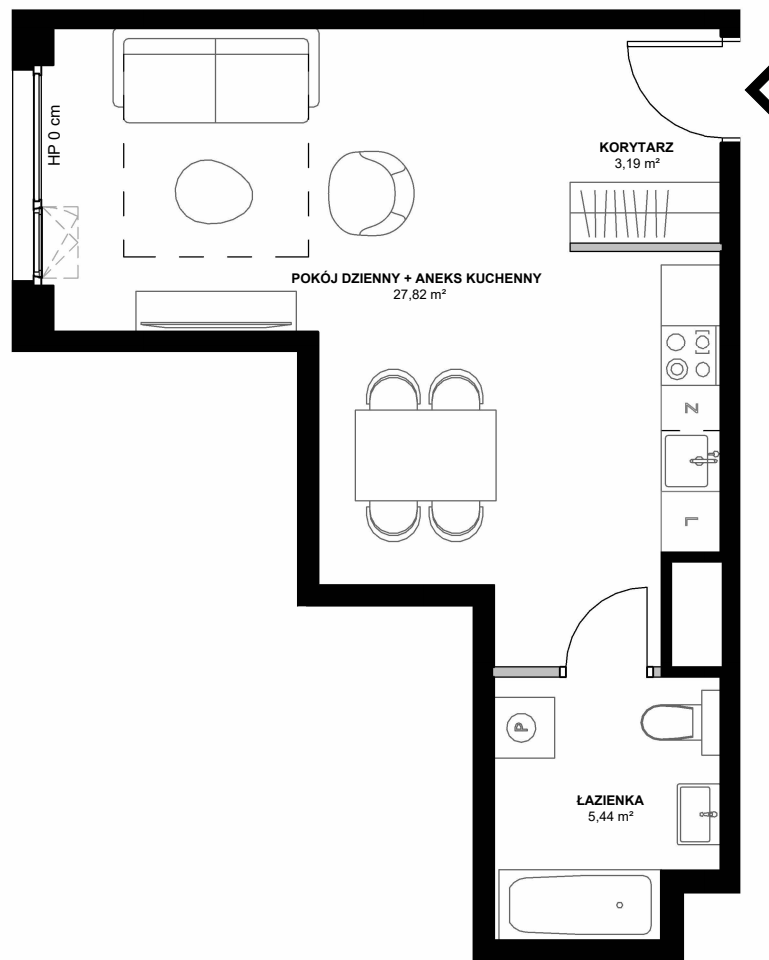 HP 0 cm
KORYTARZ
3,19 m²
POKÓJ DZIENNY + ANEKS KUCHENNY
27,82 m²
Z
L
P
ŁAZIENKA
5,44 m²